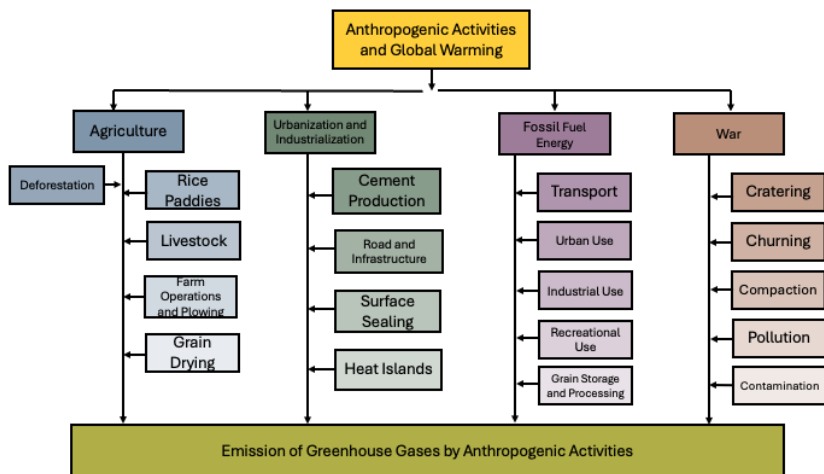 Anthropogenic Activities
and Global Warming
Agriculture
Urbanization and
Industrialization
Fossil Fuel
Energy
War
Deforestation
Rice
Paddies
Livestock
Farm
Operations
and Plowing
Grain
Drying
Cement
Production
Road and
Infrastructure
Surface
Sealing
Heat Islands
Transport
Urban Use
Industrial Use
Recreational
Use
Grain Storage
and Processing
Cratering
Churning
Compaction
Pollution
Contamination
Emission of Greenhouse Gases by Anthropogenic Activities